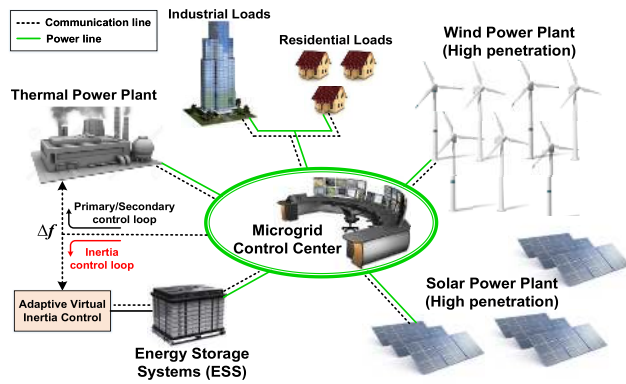 Communication line
Power line
Industrial Loads
Residential Loads
Wind Power Plant
(High penetration)
Thermal Power Plant
Primary/Secondary
control loop
Δf
Inertia
control loop
Microgrid
Control Center
Adaptive Virtual
Inertia Control
Energy Storage
Systems (ESS)
Solar Power Plant
(High penetration)